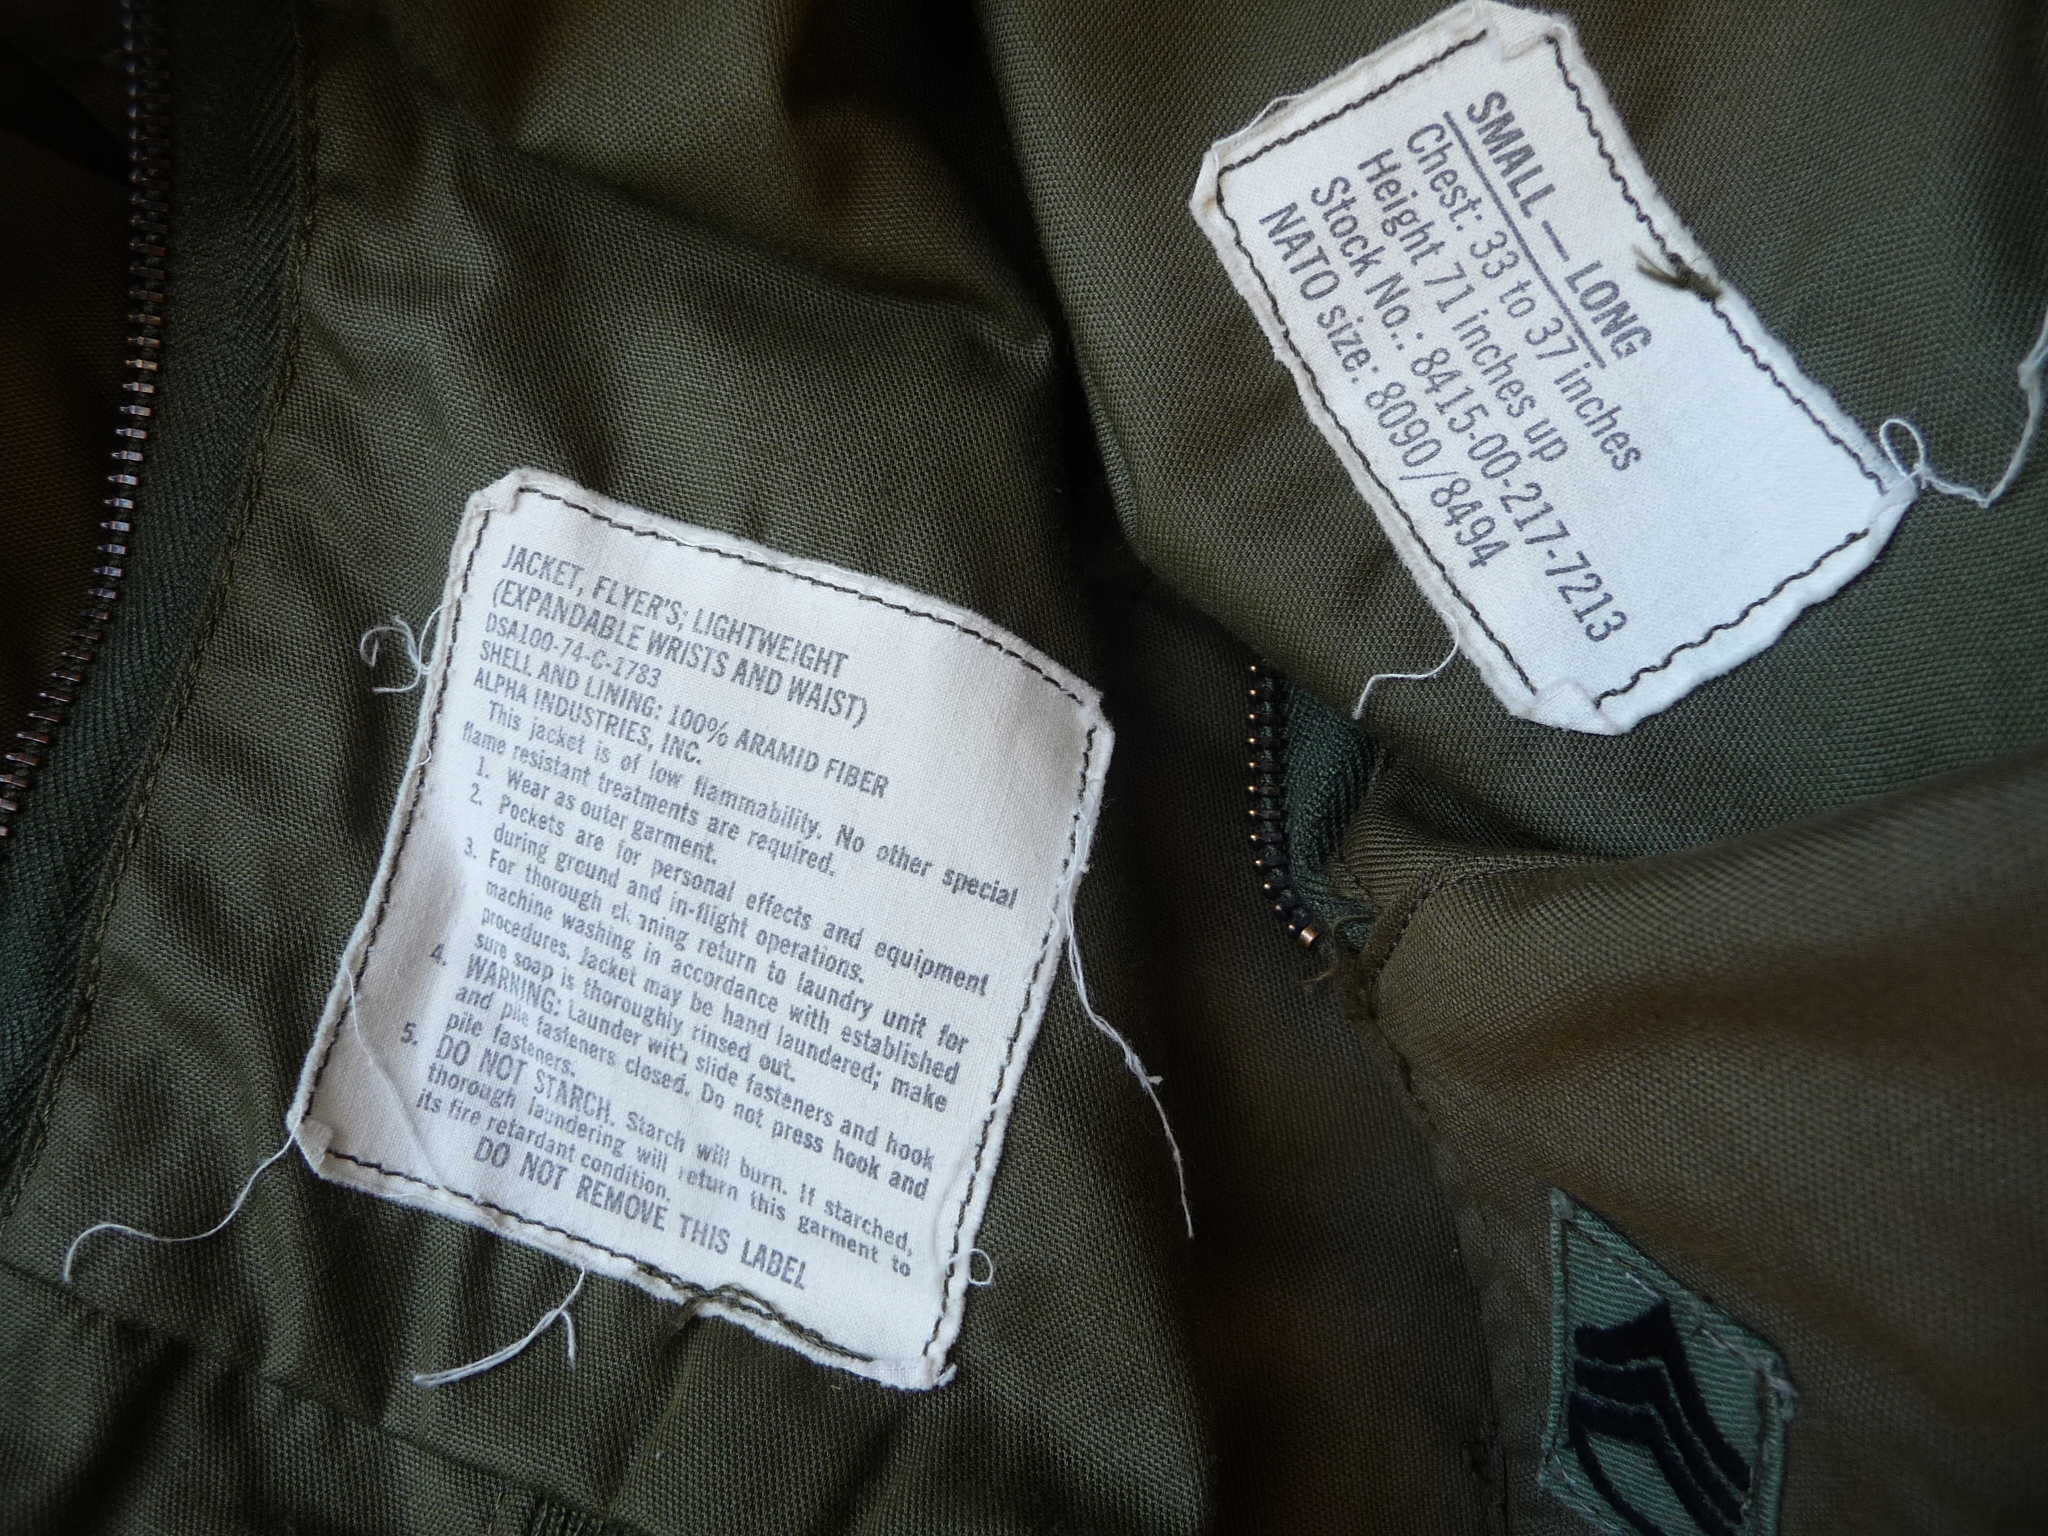 JACKET, FLYER'S; LIGHTWEIGHT
(EXPANDABLE WRISTS AND WAIST)
DSA100-74-C-1783
SHELL AND LINING: 100% ARAMID FIBER
ALPHA INDUSTRIES, INC.
This jacket is of low flammability. No other special
flame resistant treatments are required.
1. Wear as outer garment.
2. Pockets are for personal effects and equipment
during ground and in-flight operations.
3. For thorough cleaning return to laundry unit for
machine washing in accordance with established
procedures. Jacket may be hand laundered; make
sure soap is thoroughly rinsed out.
4. WARNING: Launder with slide fasteners and hook
and pile fasteners closed. Do not press hook and
pile fasteners.
5. DO NOT STARCH. Starch will burn. If starched,
thorough laundering will return this garment to
its fire retardant condition.
DO NOT REMOVE THIS LABEL
SMALL—LONG
Chest: 33 to 37 inches
Height 71 inches up
Stock No.: 8415-00-217-7213
NATO size: 8090/8494